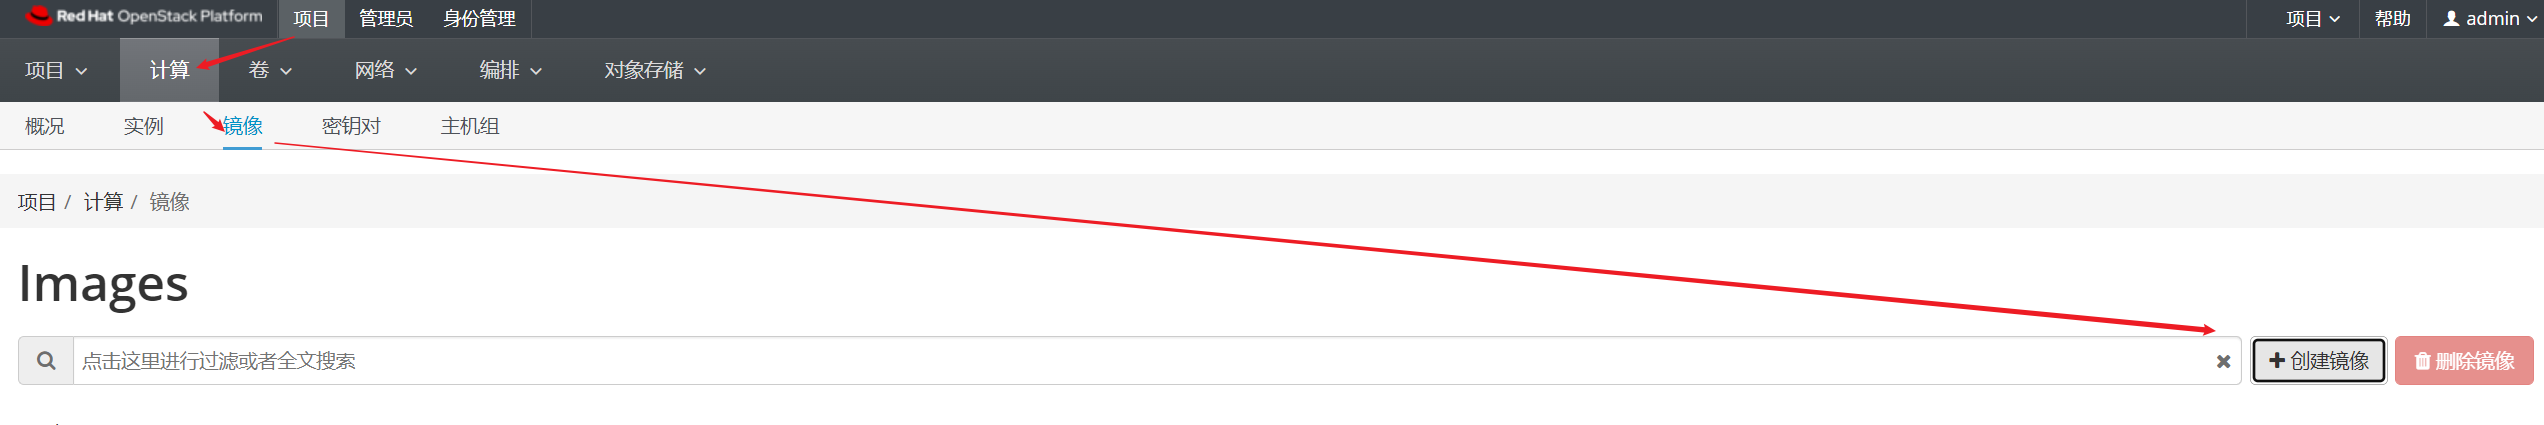 Red Hat OpenStack Platform 项目 管理员 身份管理 项目 帮助 admin
项目 计算 卷 网络 编排 对象存储
概况 实例 镜像 密钥对 主机组
项目 / 计算 / 镜像
Images
点击这里进行过滤或者全文搜索 创建镜像 删除镜像